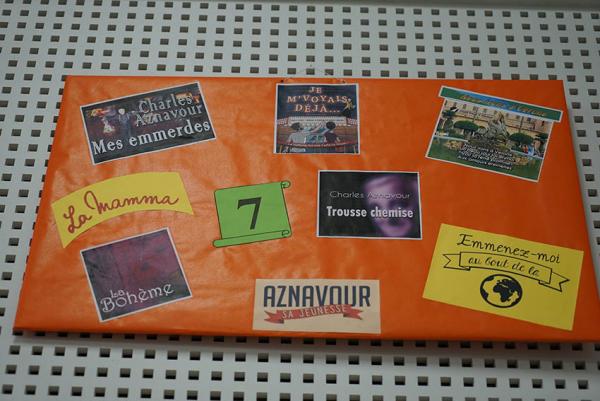 Charles
Aznavour
Mes emmerdes
JE
M'VOYAIS
DÉJÀ...
La Mamma
7
Charles Aznavour
Trousse chemise
La
Bohème
Emmenez-moi
au bout de la
AZNAVOUR
SA JEUNESSE